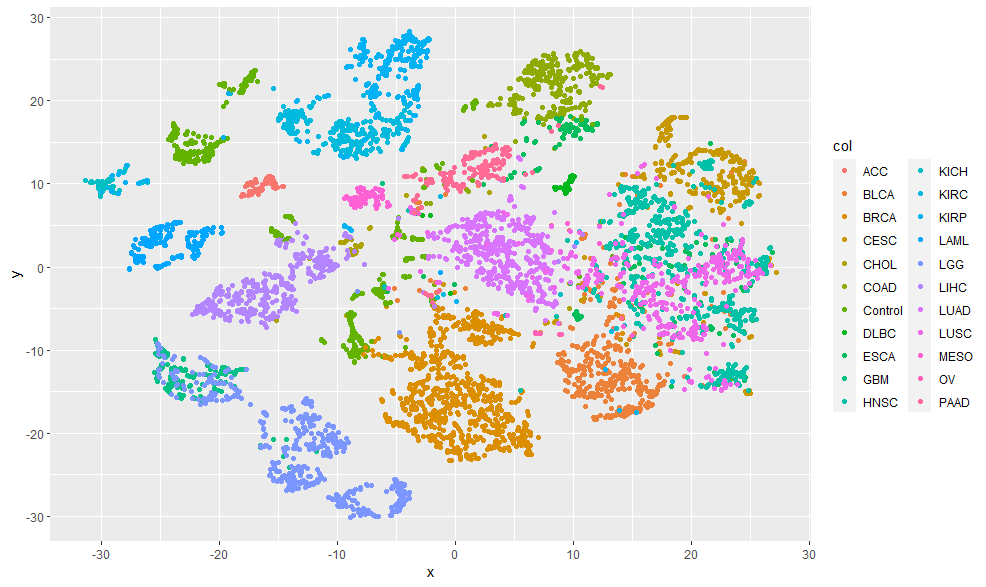 30
20
10
0
-10
-20
-30
y
-30
-20
-10
0
10
20
30
x
col
ACC
BLCA
BRCA
CESC
CHOL
COAD
Control
DLBC
ESCA
GBM
HNSC
KICH
KIRC
KIRP
LAML
LGG
LIHC
LUAD
LUSC
MESO
OV
PAAD